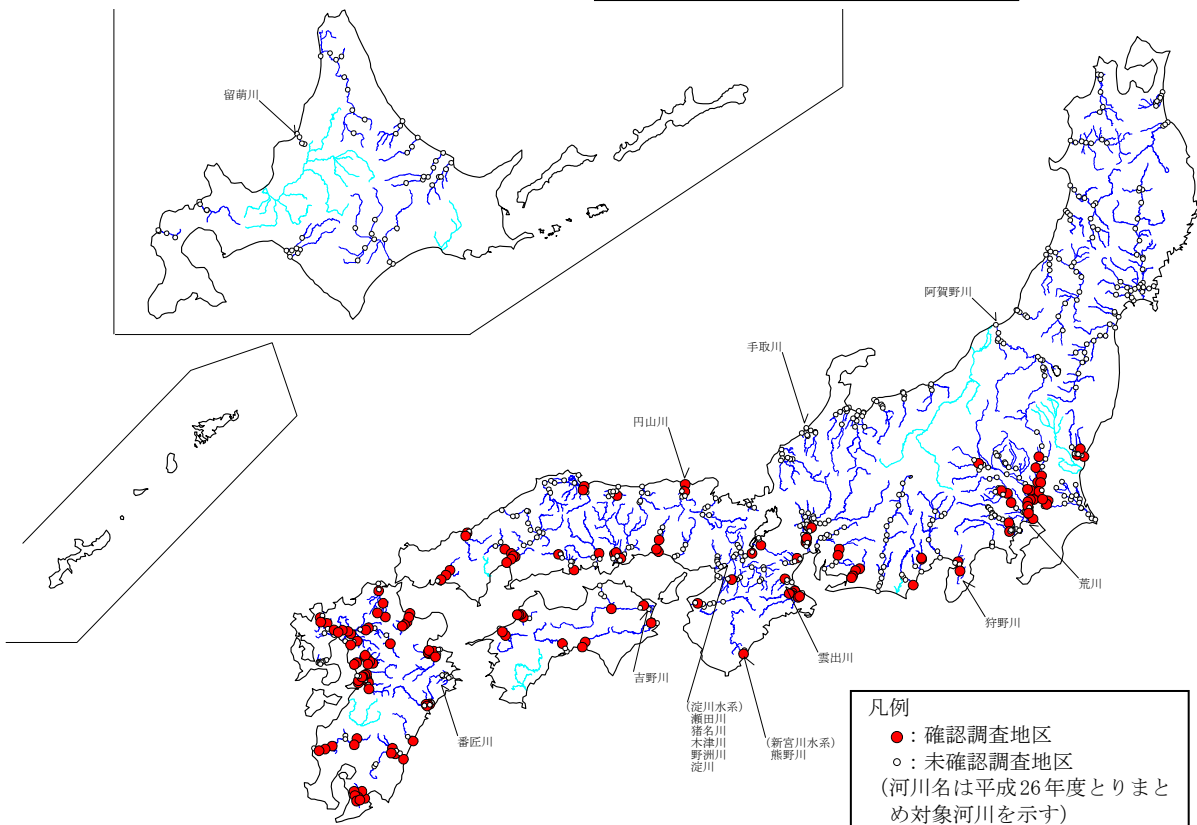 留萌川
阿賀野川
手取川
円山川
荒川
狩野川
雲出川
吉野川
番匠川
(淀川水系)
瀬田川
猪名川
木津川
野洲川
淀川
(新宮川水系)
熊野川
凡例
●：確認調査地区
○：未確認調査地区
(河川名は平成26年度とりまと
め対象河川を示す)